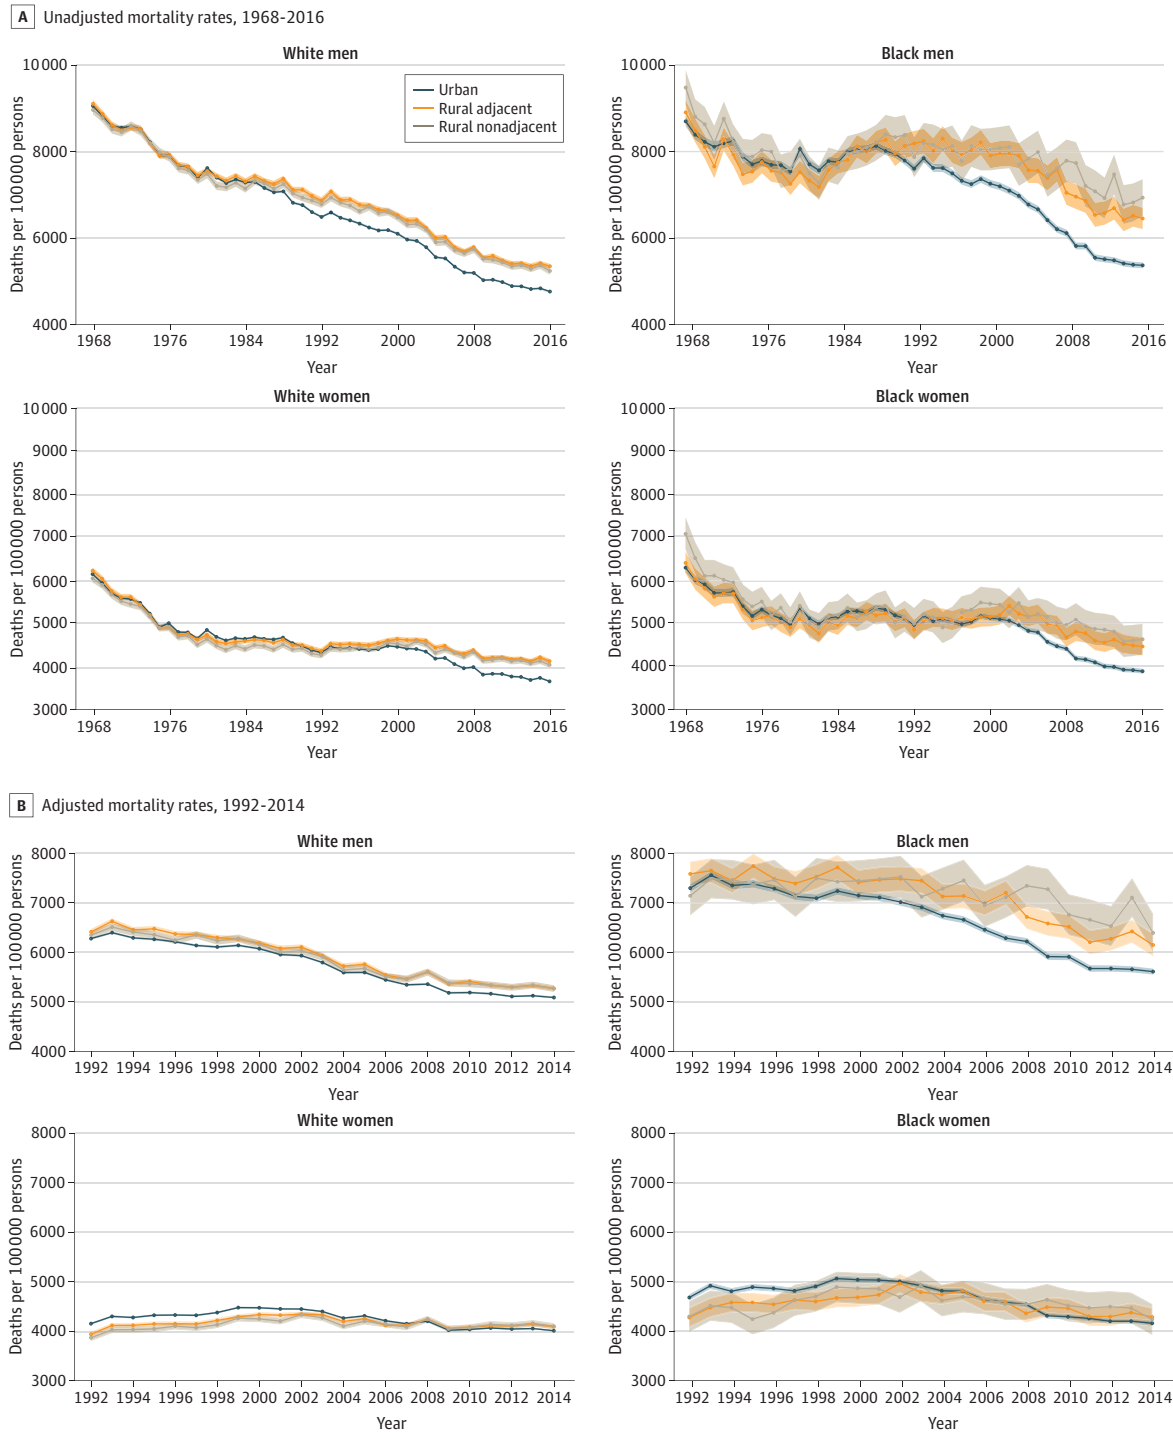 A Unadjusted mortality rates, 1968-2016
White men
Black men
10 000
8000
6000
4000
Deaths per 100 000 persons
Urban
Rural adjacent
Rural nonadjacent
1968 1976 1984 1992 2000 2008 2016
Year
10 000
8000
6000
4000
Deaths per 100 000 persons
1968 1976 1984 1992 2000 2008 2016
Year
White women
Black women
10 000
9000
8000
7000
6000
5000
4000
3000
Deaths per 100 000 persons
1968 1976 1984 1992 2000 2008 2016
Year
10 000
9000
8000
7000
6000
5000
4000
3000
Deaths per 100 000 persons
1968 1976 1984 1992 2000 2008 2016
Year
B Adjusted mortality rates, 1992-2014
White men
Black men
8000
7000
6000
5000
4000
Deaths per 100 000 persons
1992 1994 1996 1998 2000 2002 2004 2006 2008 2010 2012 2014
Year
8000
7000
6000
5000
4000
Deaths per 100 000 persons
1992 1994 1996 1998 2000 2002 2004 2006 2008 2010 2012 2014
Year
White women
Black women
8000
7000
6000
5000
4000
3000
Deaths per 100 000 persons
1992 1994 1996 1998 2000 2002 2004 2006 2008 2010 2012 2014
Year
8000
7000
6000
5000
4000
3000
Deaths per 100 000 persons
1992 1994 1996 1998 2000 2002 2004 2006 2008 2010 2012 2014
Year